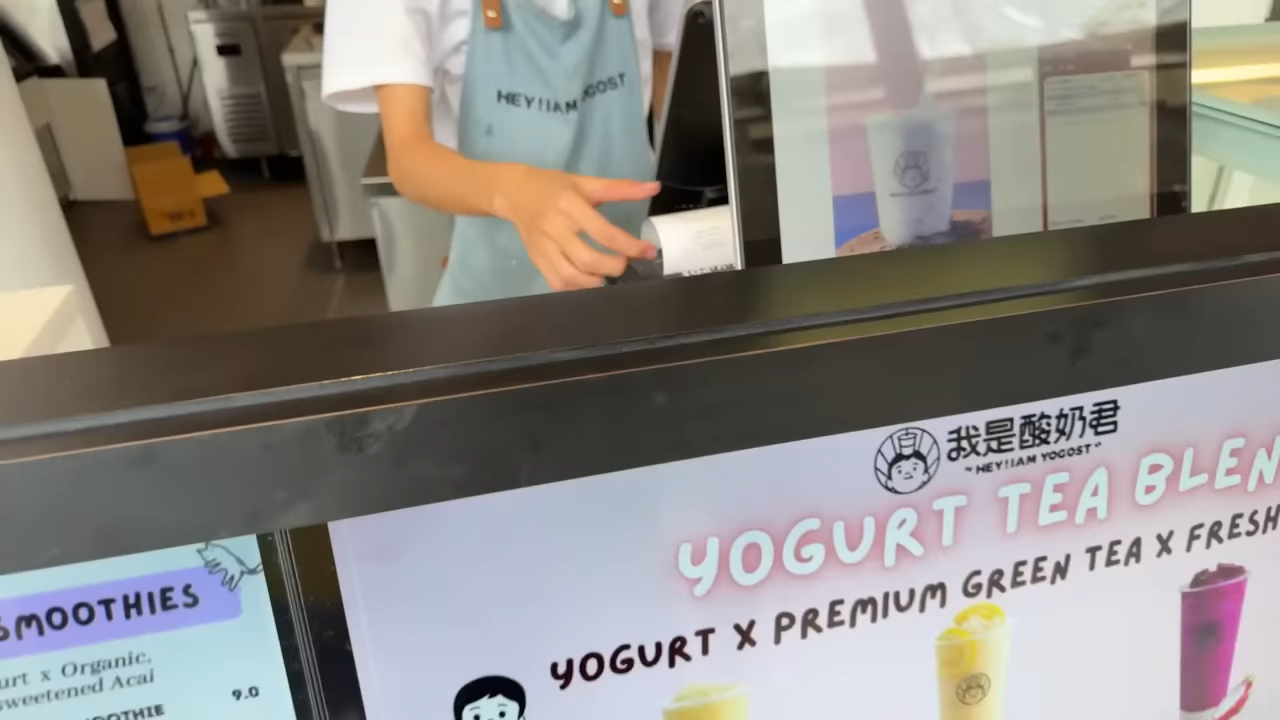 HEY!IAM YOGOST
我是酸奶君
~HEY!IAM YOGOST~
YOGURT TEA BLEN
YOGURT X PREMIUM GREEN TEA X FRESH
SMOOTHIES
urt x Organic,
sweetened Acai
OOTHIE 9.0